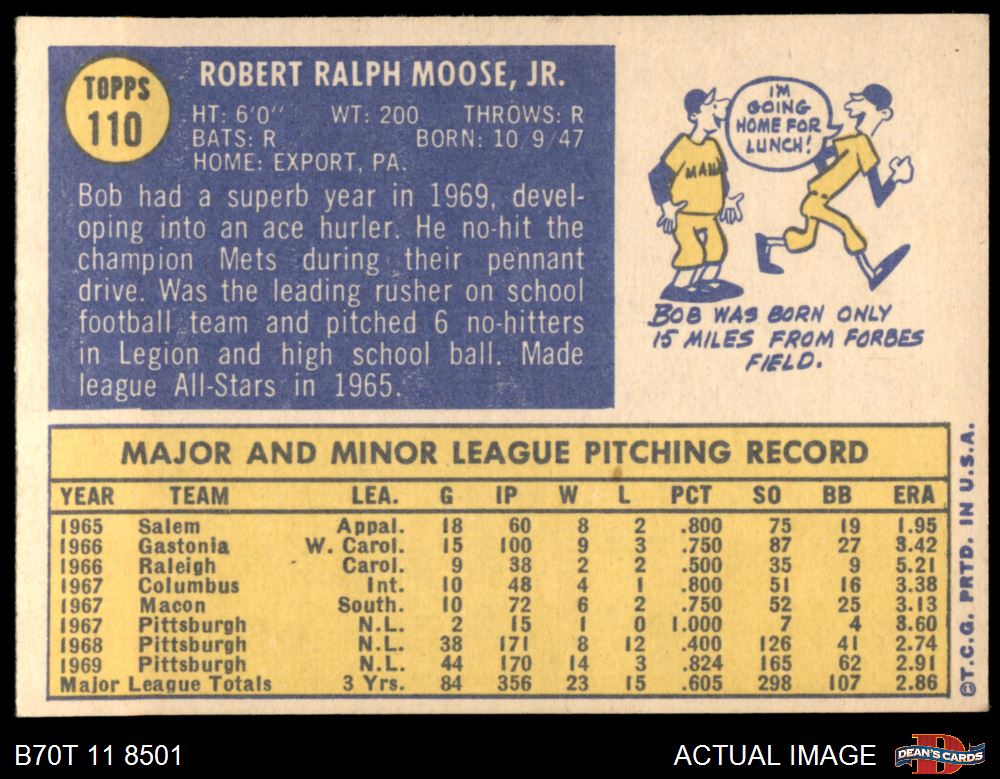 TOPPS
110
ROBERT RALPH MOOSE, JR.
HT: 6'0" WT: 200 THROWS: R
BATS: R BORN: 10/9/47
HOME: EXPORT, PA.
Bob had a superb year in 1969, devel-
oping into an ace hurler. He no-hit the
champion Mets during their pennant
drive. Was the leading rusher on school
football team and pitched 6 no-hitters
in Legion and high school ball. Made
league All-Stars in 1965.
I'M
GOING
HOME FOR
LUNCH!
BOB WAS BORN ONLY
15 MILES FROM FORBES
FIELD.
MAJOR AND MINOR LEAGUE PITCHING RECORD
YEAR TEAM LEA. G IP W L PCT SO BB ERA
1965 Salem Appal. 18 60 8 2 .800 75 19 1.95
1966 Gastonia W. Carol. 15 100 9 3 .750 87 27 3.42
1966 Raleigh Carol. 9 38 2 2 .500 35 9 5.21
1967 Columbus Int. 10 48 4 1 .800 51 16 3.38
1967 Macon South. 10 72 6 2 .750 52 25 3.13
1967 Pittsburgh N.L. 2 15 1 0 1.000 7 4 3.60
1968 Pittsburgh N.L. 38 171 8 12 .400 126 41 2.74
1969 Pittsburgh N.L. 44 170 14 3 .824 165 62 2.91
Major League Totals 3 Yrs. 84 356 23 15 .605 298 107 2.86
©T.C.G. PRTD. IN U.S.A.
B70T 11 8501
ACTUAL IMAGE
DEAN'S CARDS